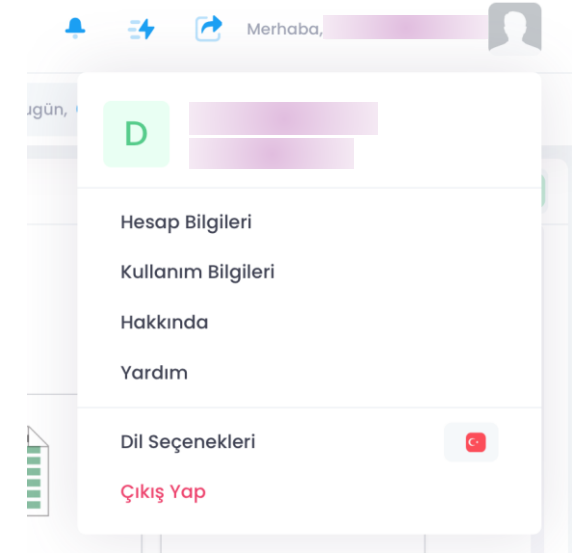 Merhaba,
ugün,
D
Hesap Bilgileri
Kullanım Bilgileri
Hakkında
Yardım
Dil Seçenekleri
Çıkış Yap